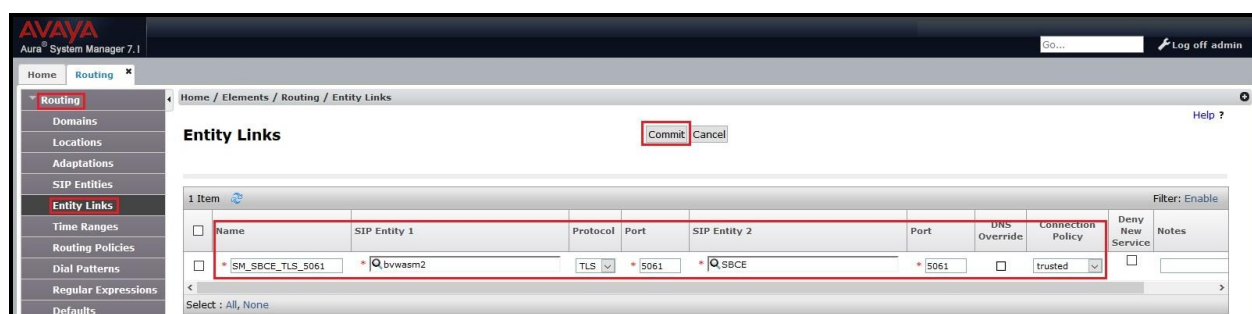 AVAYA
Aura® System Manager 7.1
Go...
Log off admin
Home
Routing ×
Routing
Domains
Locations
Adaptations
SIP Entities
Entity Links
Time Ranges
Routing Policies
Dial Patterns
Regular Expressions
Defaults
Home / Elements / Routing / Entity Links
Help ?
Entity Links
Commit Cancel
1 Item
Filter: Enable
Name SIP Entity 1 Protocol Port SIP Entity 2 Port DNS Override Connection Policy Deny New Service Notes
* SM_SBCE_TLS_5061 * bvwasm2 TLS * 5061 * SBCE * 5061 trusted
< >
Select : All, None